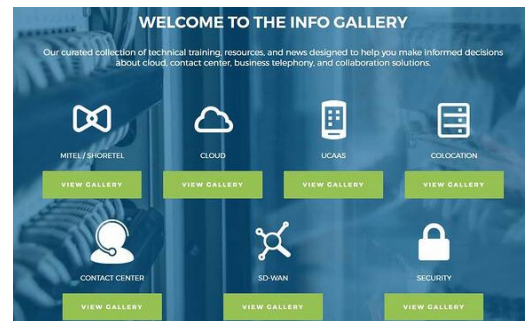 WELCOME TO THE INFO GALLERY
Our curated collection of technical training, resources, and news designed to help you make informed decisions
about cloud, contact center, business telephony, and collaboration solutions.
MITEL / SHORETEL
CLOUD
UCAAS
COLOCATION
VIEW GALLERY
VIEW GALLERY
VIEW GALLERY
VIEW GALLERY
CONTACT CENTER
SD-WAN
SECURITY
VIEW GALLERY
VIEW GALLERY
VIEW GALLERY